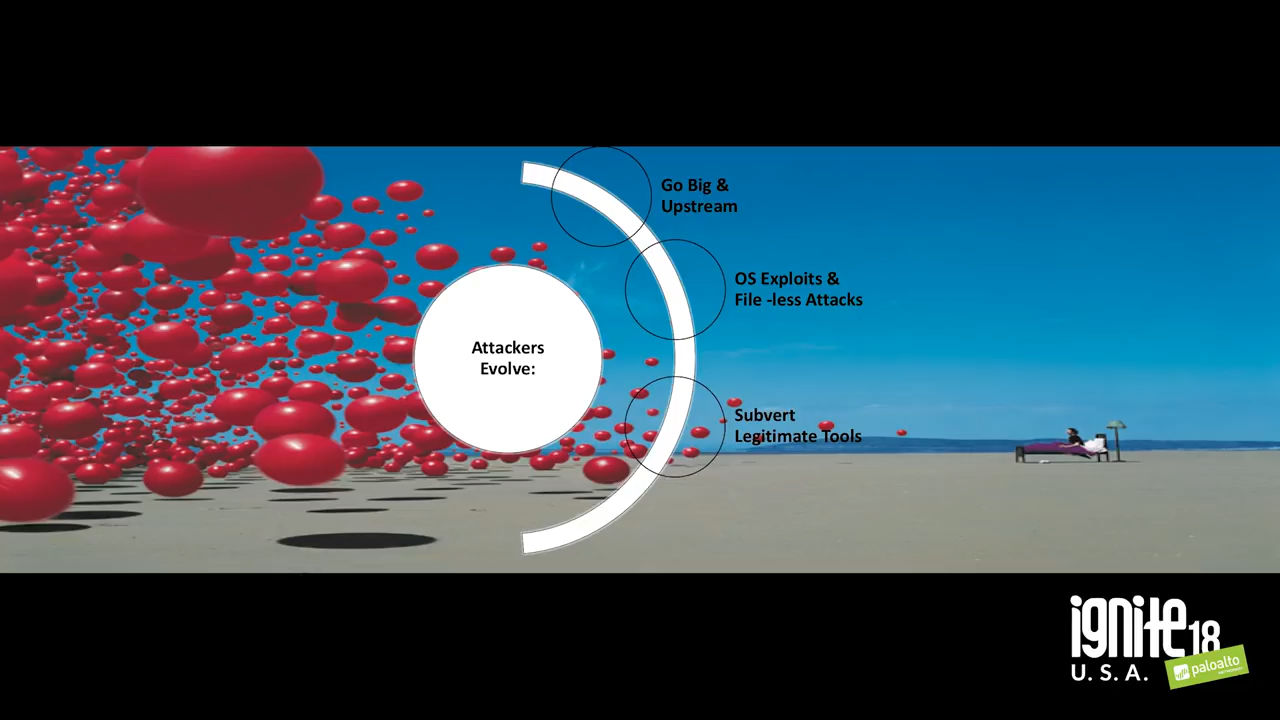 Go Big &
Upstream
OS Exploits &
File -less Attacks
Attackers
Evolve:
Subvert
Legitimate Tools
ignite18
U.S.A.
paloalto